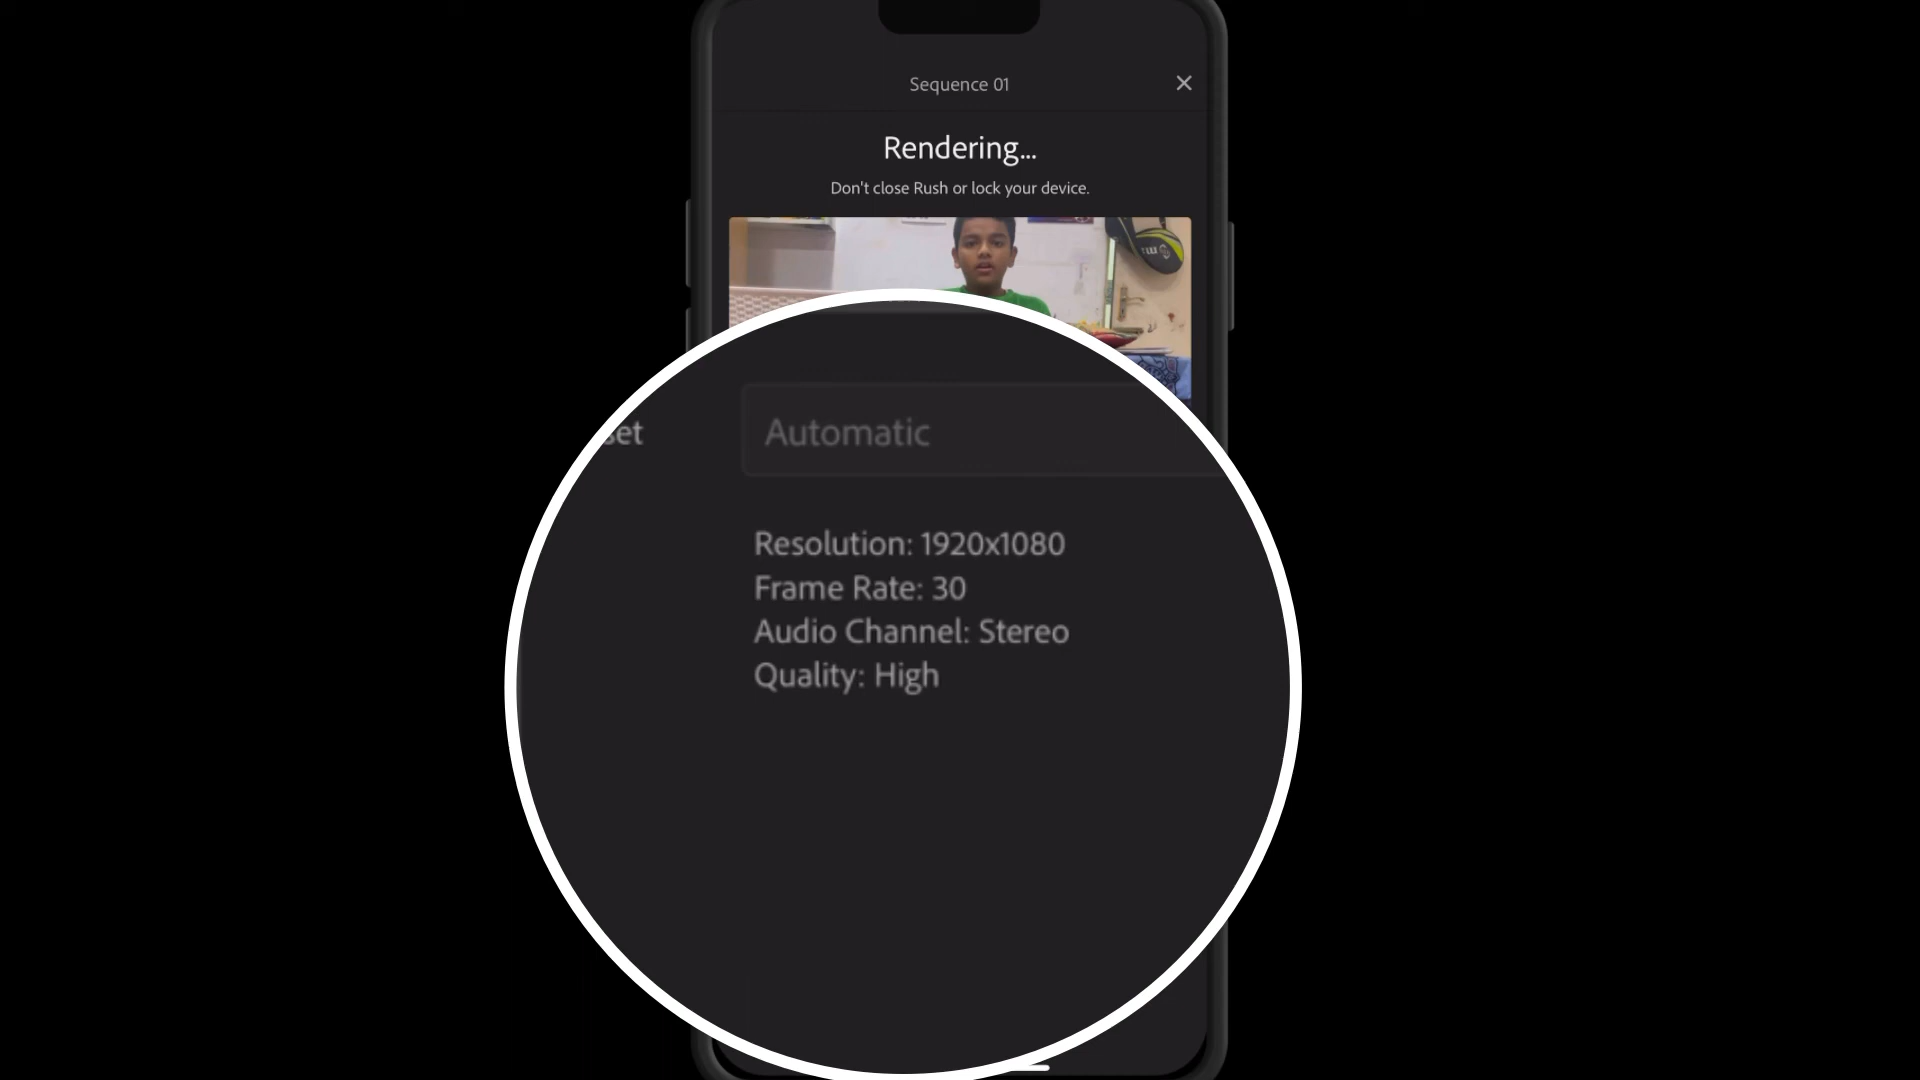 Sequence 01
Rendering...
Don't close Rush or lock your device.
Automatic
Resolution: 1920x1080
Frame Rate: 30
Audio Channel: Stereo
Quality: High